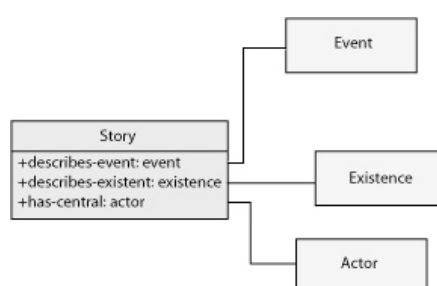 Event
Story
+describes-event: event
+describes-existent: existence
+has-central: actor
Existence
Actor